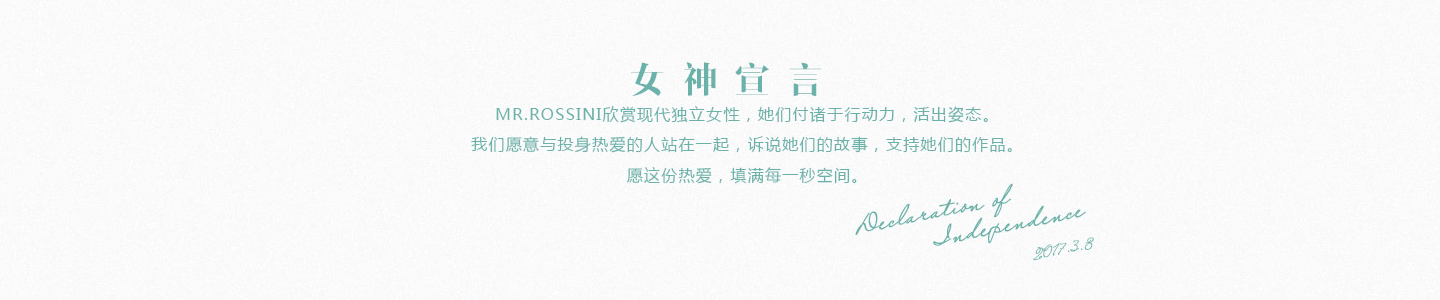 女神宣言
MR.ROSSINI欣赏现代独立女性，她们付诸于行动力，活出姿态。
我们愿意与投身热爱的人站在一起，诉说她们的故事，支持她们的作品。
愿这份热爱，填满每一秒空间。
Declaration of
Independence
2017.3.8